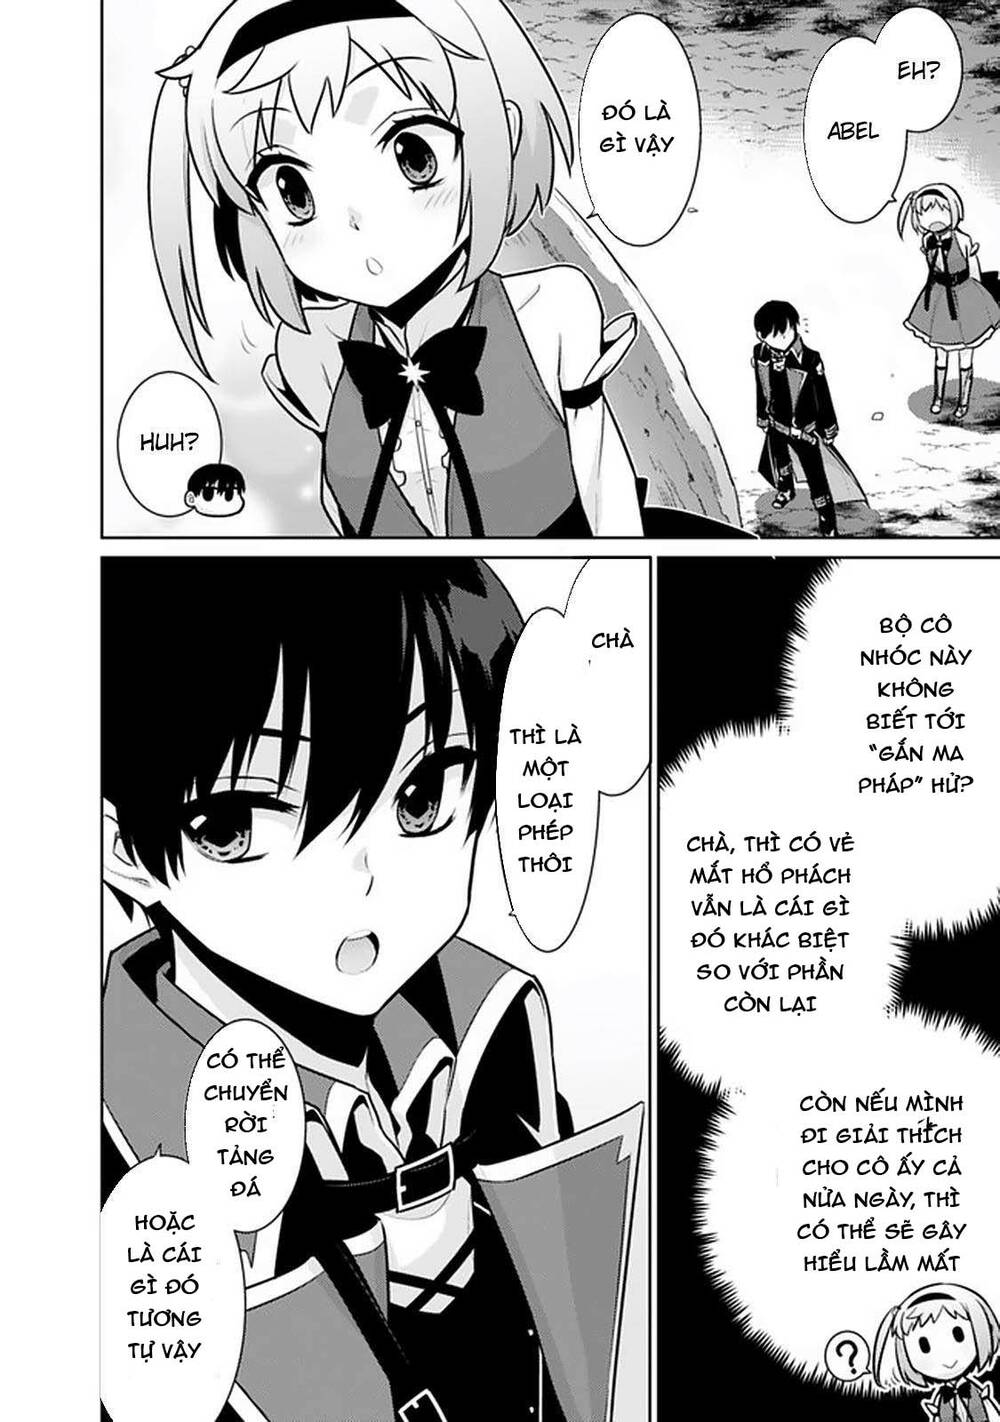 EH?
ABEL
ĐÓ LÀ
GÌ VẬY
HUH?
BỘ CÔ
NHÓC NÀY
KHÔNG
BIẾT TỚI
"GẮN MA
PHÁP" HỬ?
CHÀ, THÌ CÓ VẺ
MẮT HỔ PHÁCH
VẪN LÀ CÁI GÌ
ĐÓ KHÁC BIỆT
SO VỚI PHẦN
CÒN LẠI
CÒN NẾU MÌNH
ĐI GIẢI THÍCH
CHO CÔ ẤY CẢ
NỬA NGÀY, THÌ
CÓ THỂ SẼ GÂY
HIỂU LẦM MẤT
?
CHÀ
THÌ LÀ
MỘT
LOẠI
PHÉP
THÔI
CÓ THỂ
CHUYỂN
RỜI
TẢNG
ĐÁ
HOẶC
LÀ CÁI
GÌ ĐÓ
TƯƠNG
TỰ VẬY